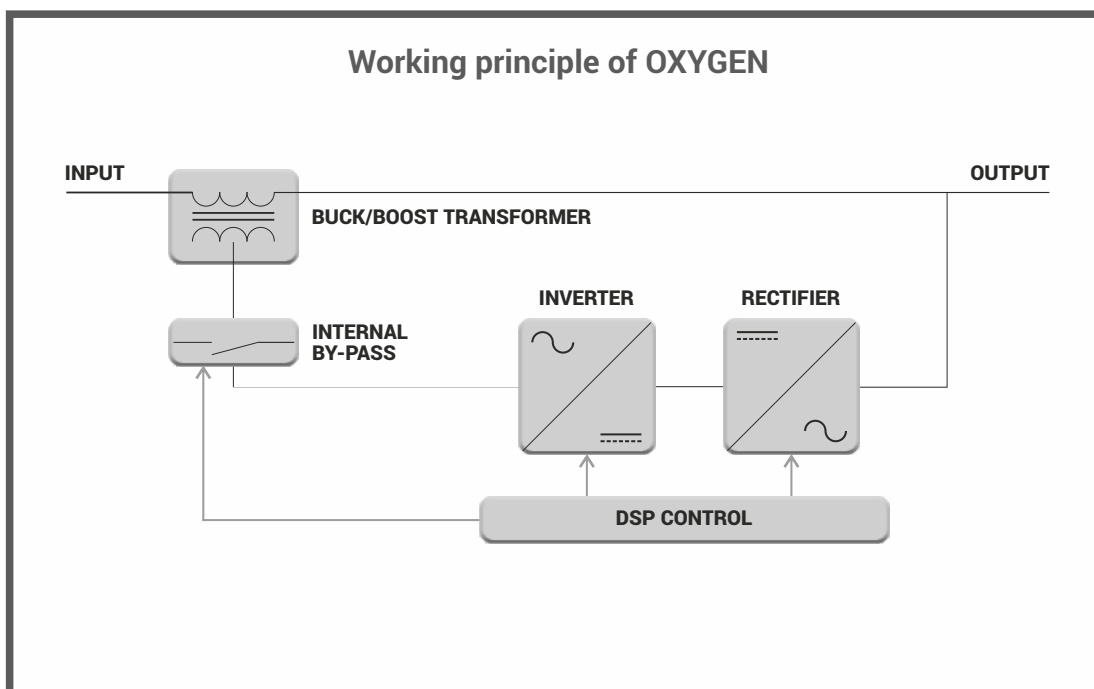 Working principle of OXYGEN
INPUT
OUTPUT
BUCK/BOOST TRANSFORMER
INVERTER
RECTIFIER
INTERNAL
BY-PASS
DSP CONTROL